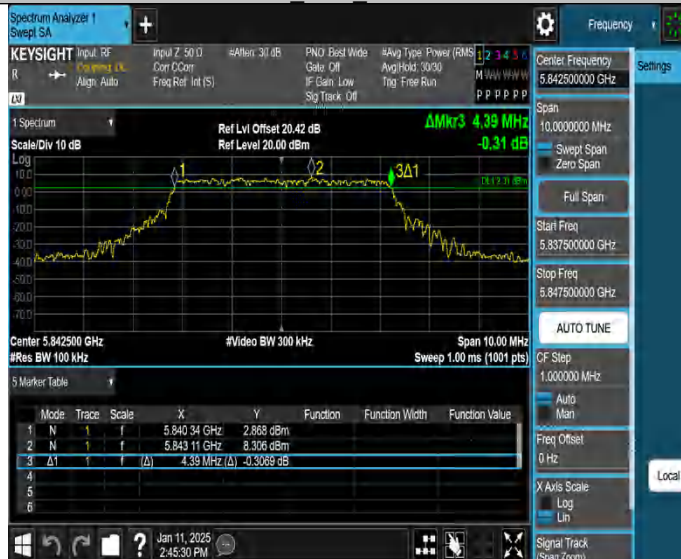 Spectrum Analyzer 1
Swept SA
+
Frequency
KEYSIGHT
R
LXI
Input: RF
Coupling: DC
Align: Auto
Input Z: 50 Ω
Corr CCorr
Freq Ref: Int (S)
#Atten: 30 dB
PNO: Best Wide
Gate: Off
IF Gain: Low
Sig Track: Off
#Avg Type: Power (RMS)
Avg|Hold: 30/30
Trig: Free Run
1 2 3 4 5 6
M W W W W W
P P P P P P
Settings
Center Frequency
5.842500000 GHz
Span
10.0000000 MHz
Swept Span
Zero Span
Full Span
Start Freq
5.837500000 GHz
Stop Freq
5.847500000 GHz
AUTO TUNE
CF Step
1.000000 MHz
Auto
Man
Freq Offset
0 Hz
X Axis Scale
Log
Lin
Signal Track
(Span Zoom)
Local
1 Spectrum
Scale/Div 10 dB
Ref Lvl Offset 20.42 dB
Ref Level 20.00 dBm
ΔMkr3 4.39 MHz
-0.31 dB
Log
10.0
0.00
-10.0
-20.0
-30.0
-40.0
-50.0
-60.0
-70.0
1
2
3Δ1
Center 5.842500 GHz
#Video BW 300 kHz
Span 10.00 MHz
#Res BW 100 kHz
Sweep 1.00 ms (1001 pts)
5 Marker Table
Mode Trace Scale X Y Function Function Width Function Value
1 N 1 f 5.840 34 GHz 2.868 dBm
2 N 1 f 5.843 11 GHz 8.306 dBm
3 Δ1 1 f (Δ) 4.39 MHz (Δ) -0.3069 dB
4
5
6
?
Jan 11, 2025
2:45:30 PM